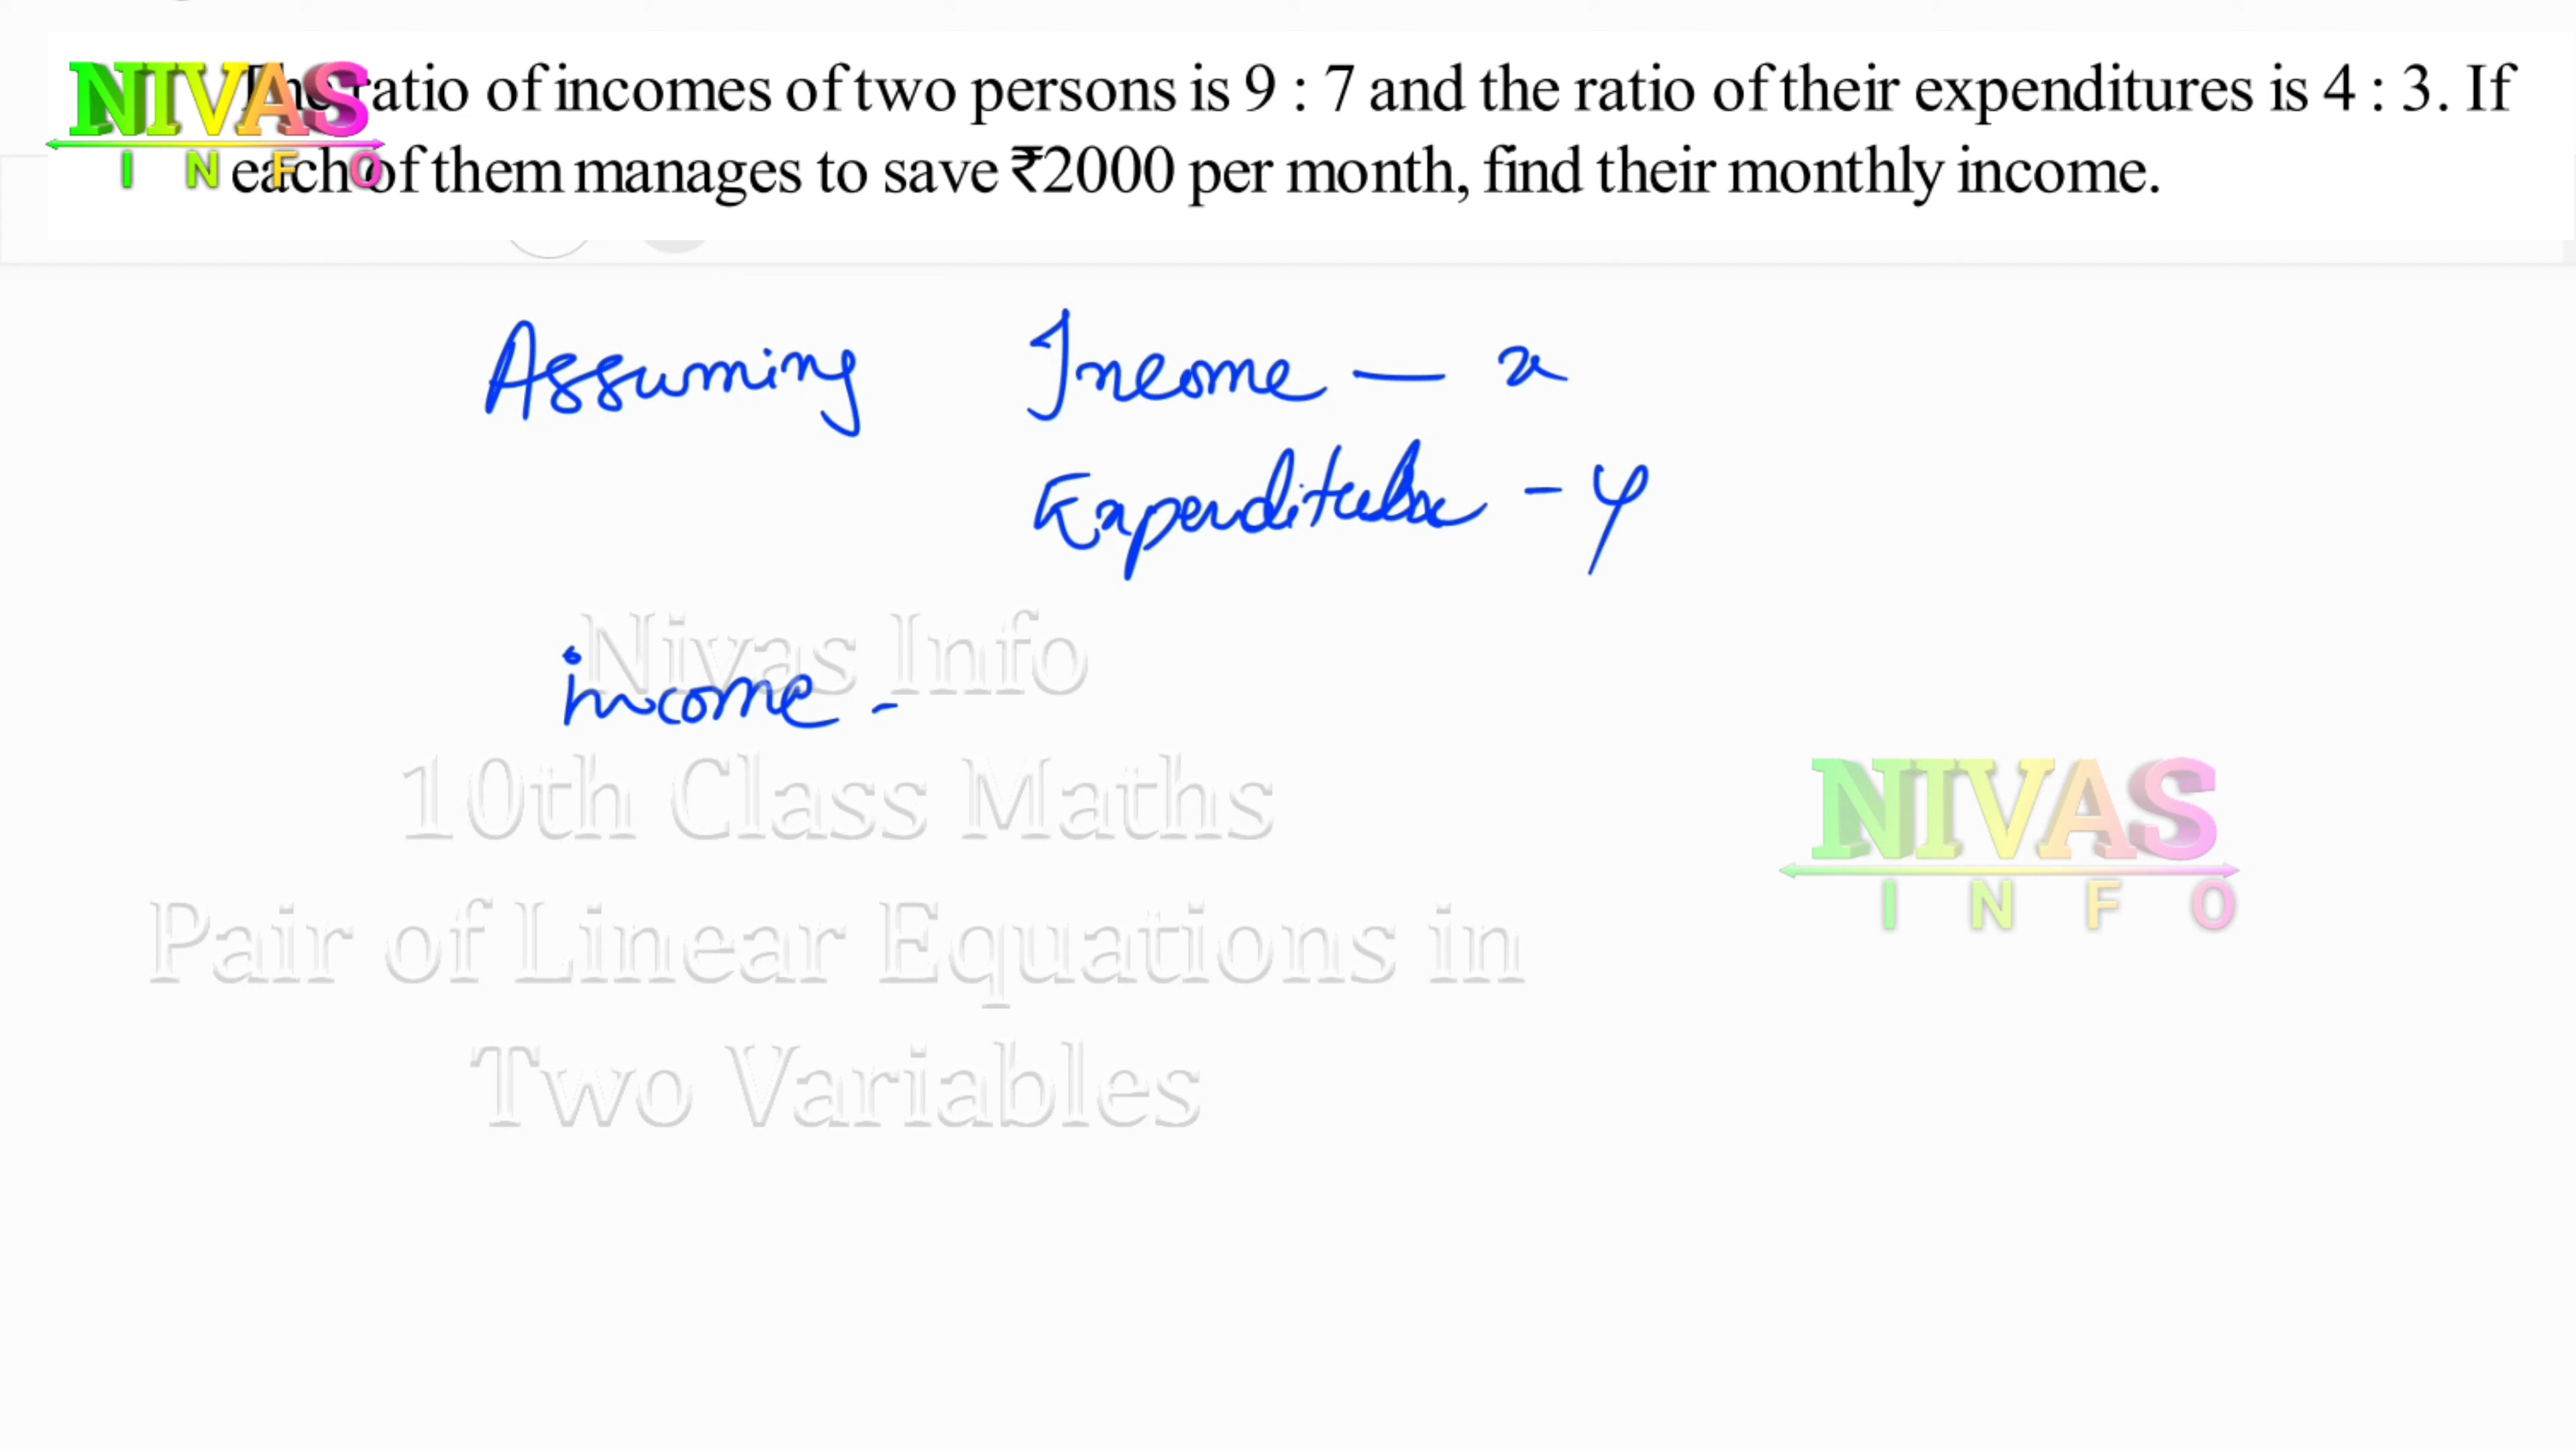 NIVAS
INFO
The ratio of incomes of two persons is 9 : 7 and the ratio of their expenditures is 4 : 3. If
each of them manages to save ₹2000 per month, find their monthly income.
Assuming Income — x
Expenditure - y
income -
Nivas Info
10th Class Maths
Pair of Linear Equations in
Two Variables
NIVAS
INFO